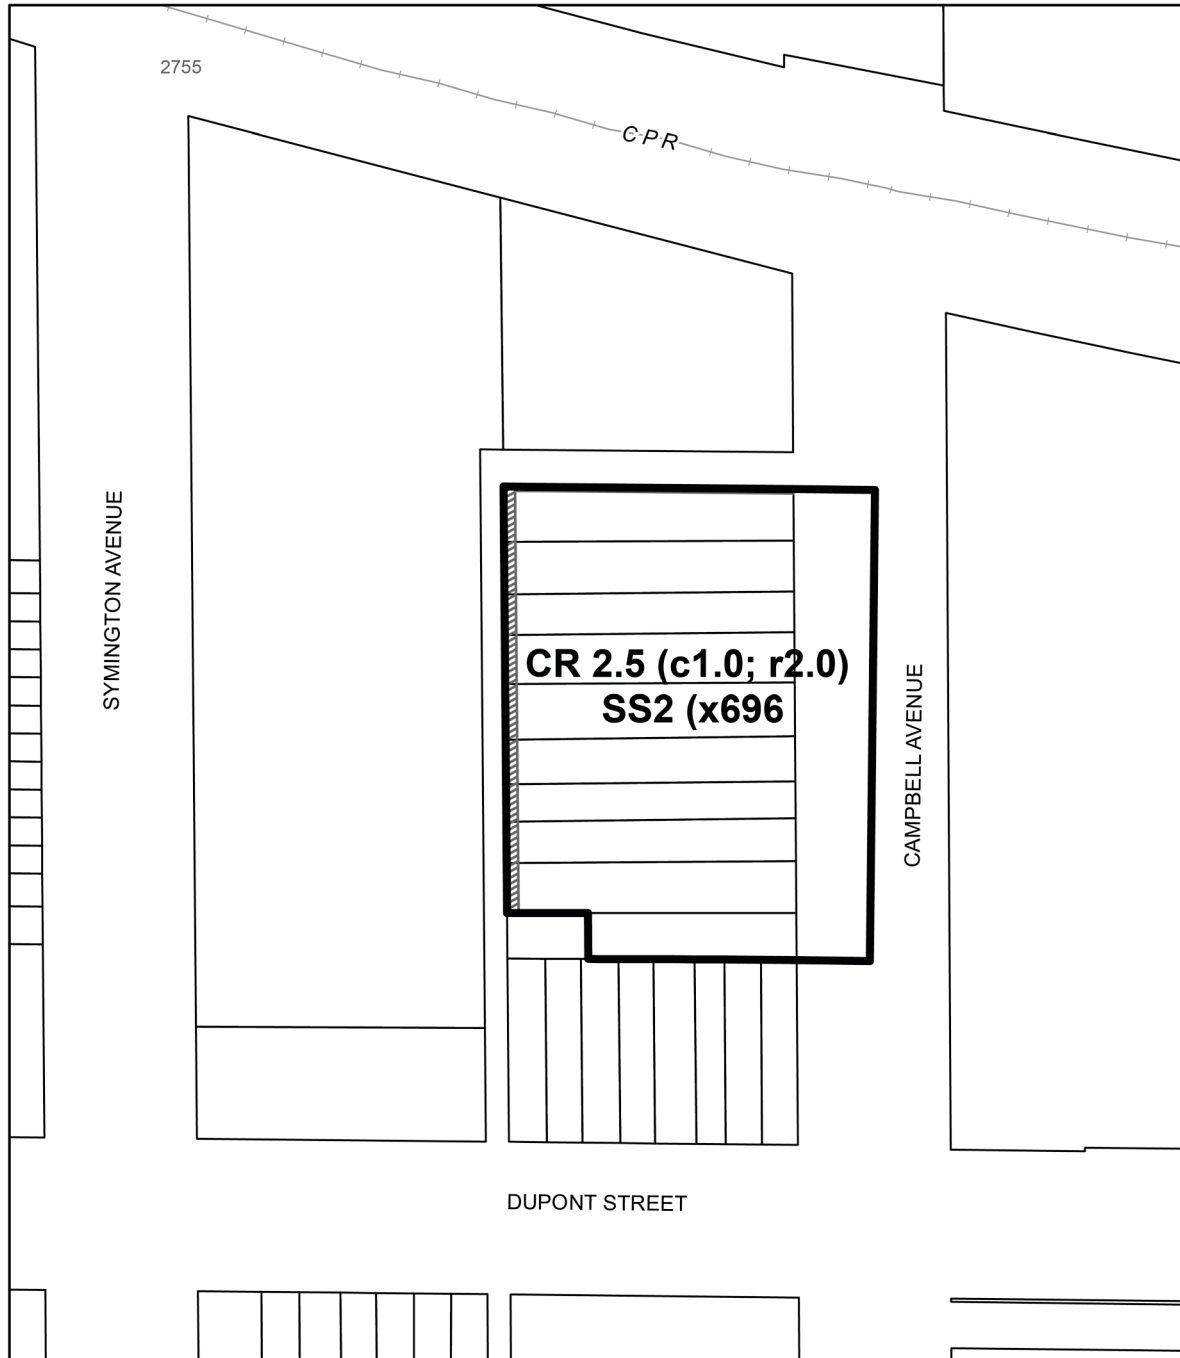 2755
CPR
SYMINGTON AVENUE
CR 2.5 (c1.0; r2.0)
SS2 (x696
CAMPBELL AVENUE
DUPONT STREET